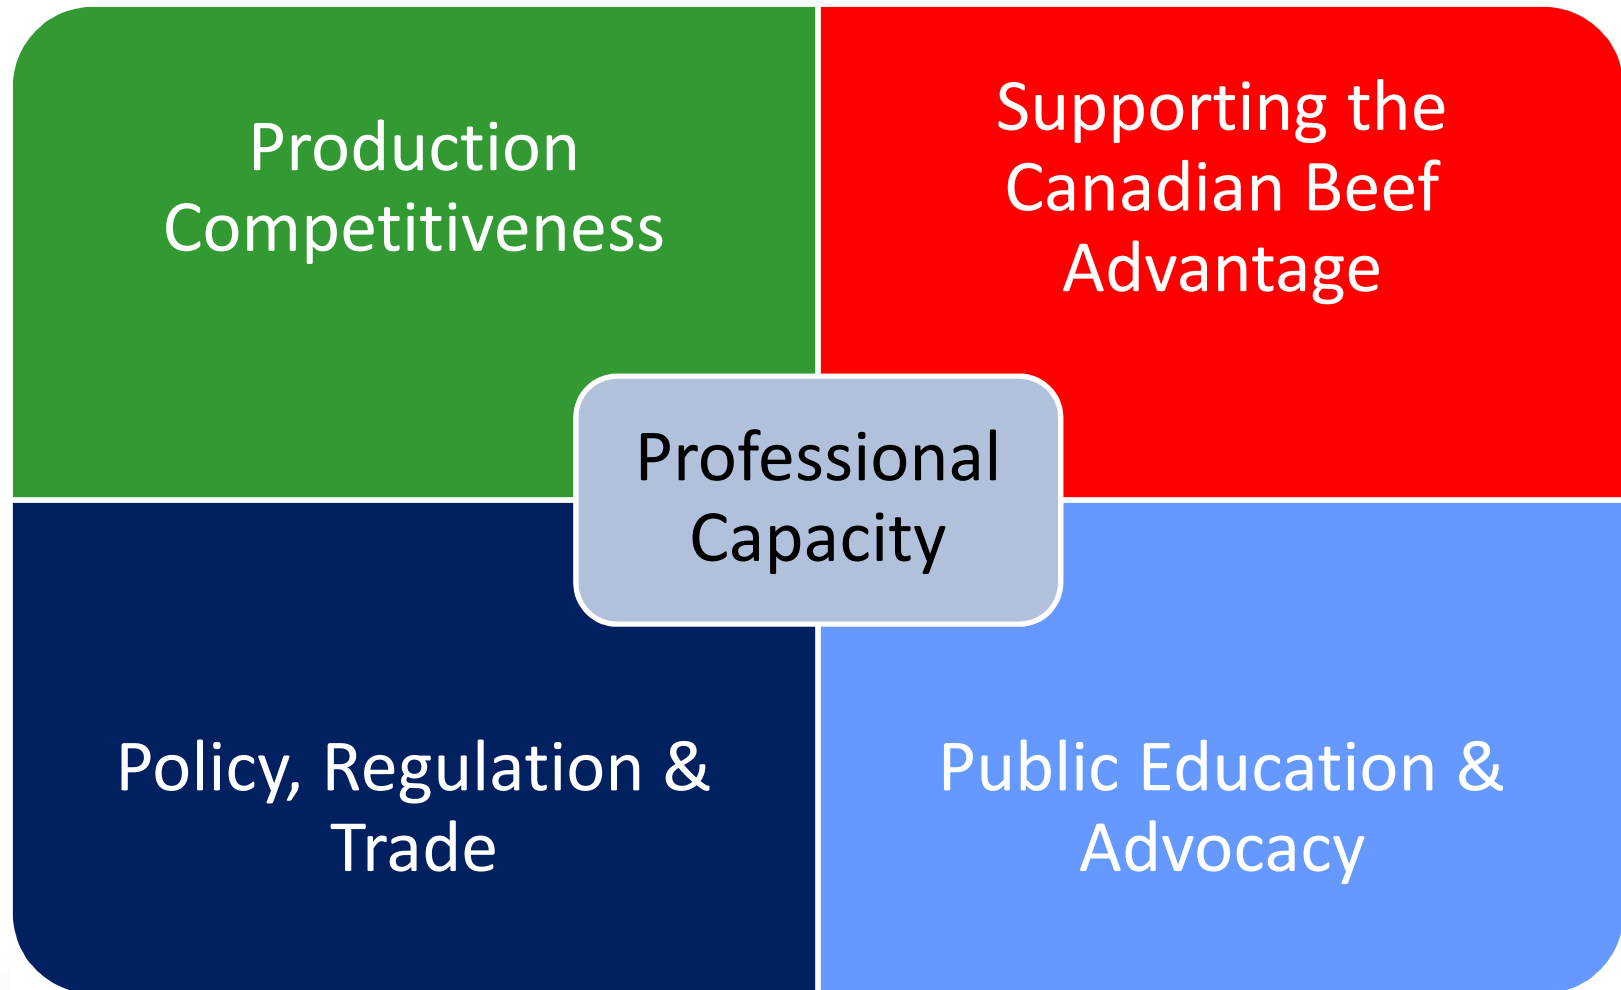 Production
Competitiveness
Supporting the
Canadian Beef
Advantage
Professional
Capacity
Policy, Regulation &
Trade
Public Education &
Advocacy